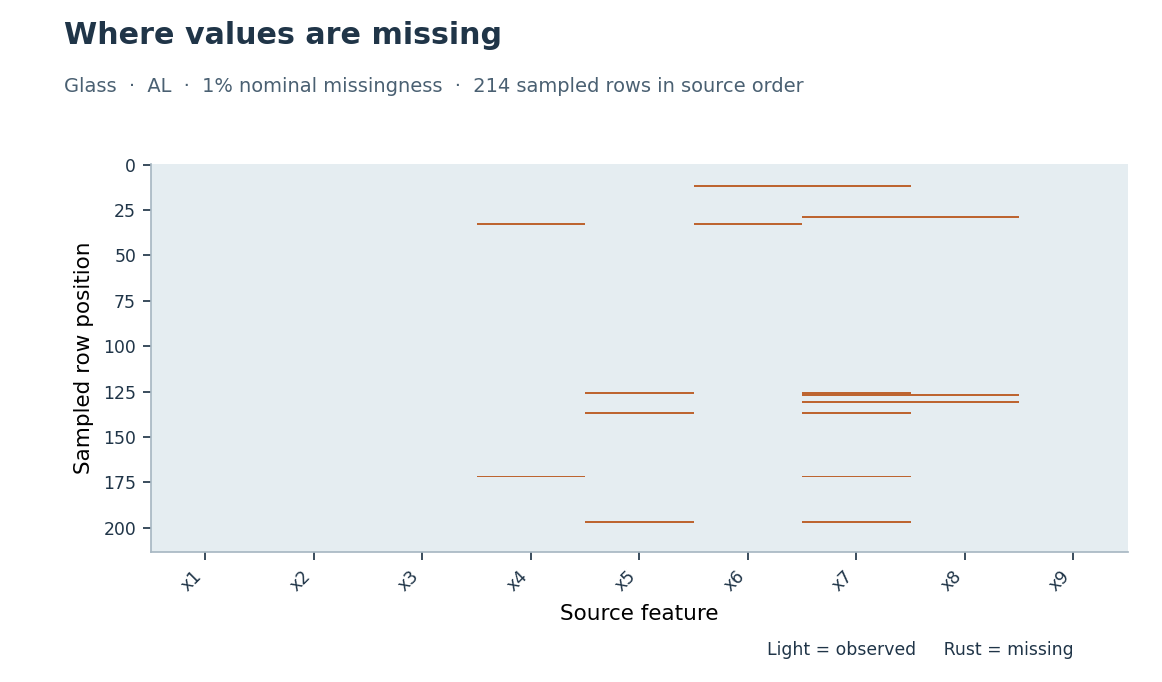 Where values are missing
Glass · AL · 1% nominal missingness · 214 sampled rows in source order
0
25
50
75
100
125
150
175
200
Sampled row position
x1 x2 x3 x4 x5 x6 x7 x8 x9
Source feature
Light = observed Rust = missing